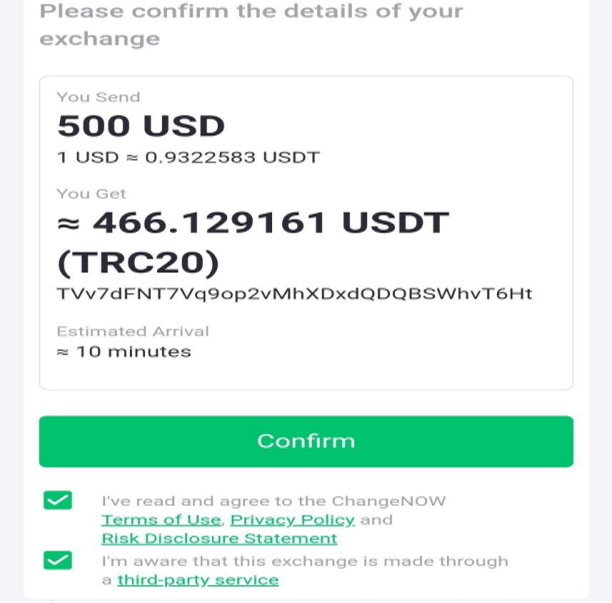 Please confirm the details of your
exchange
You Send
500 USD
1 USD ≈ 0.9322583 USDT
You Get
≈ 466.129161 USDT
(TRC20)
TVv7dFNT7Vq9op2vMhXDxdQDQBSWhvT6Ht
Estimated Arrival
≈ 10 minutes
Confirm
I've read and agree to the ChangeNOW
Terms of Use, Privacy Policy and
Risk Disclosure Statement
I'm aware that this exchange is made through
a third-party service